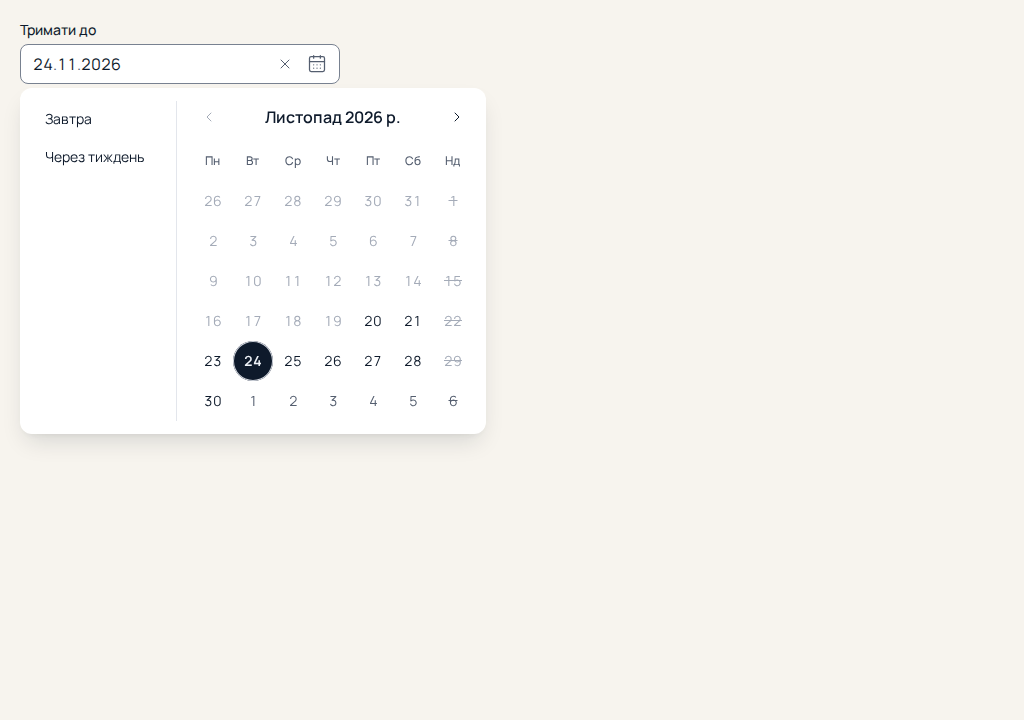 Тримати до
24.11.2026
Завтра
Через тиждень
Листопад 2026 р.
Пн Вт Ср Чт Пт Сб Нд
26 27 28 29 30 31 1
2 3 4 5 6 7 8
9 10 11 12 13 14 15
16 17 18 19 20 21 22
23 24 25 26 27 28 29
30 1 2 3 4 5 6